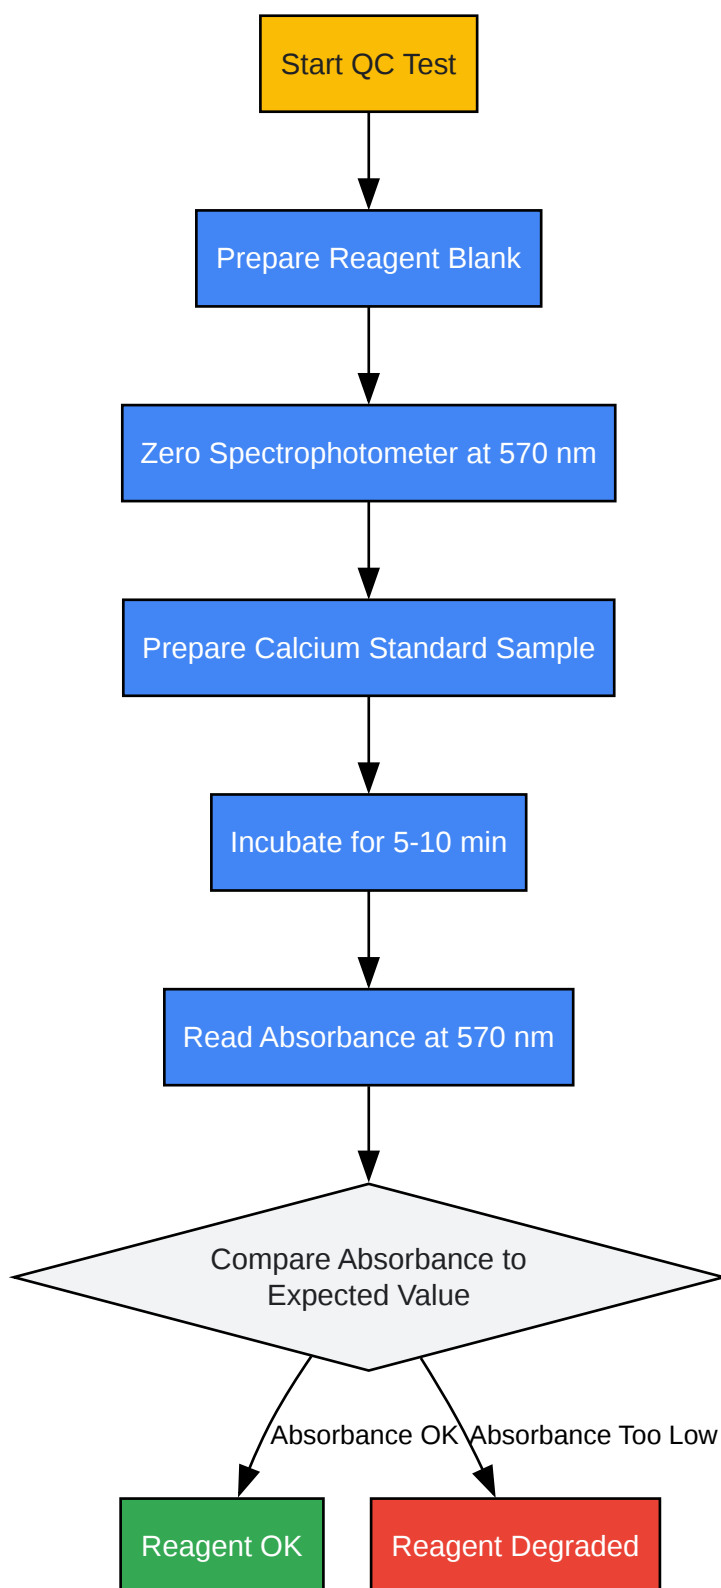 Start QC Test
Prepare Reagent Blank
Zero Spectrophotometer at 570 nm
Prepare Calcium Standard Sample
Incubate for 5-10 min
Read Absorbance at 570 nm
Compare Absorbance to
Expected Value
Absorbance OK
Absorbance Too Low
Reagent OK
Reagent Degraded